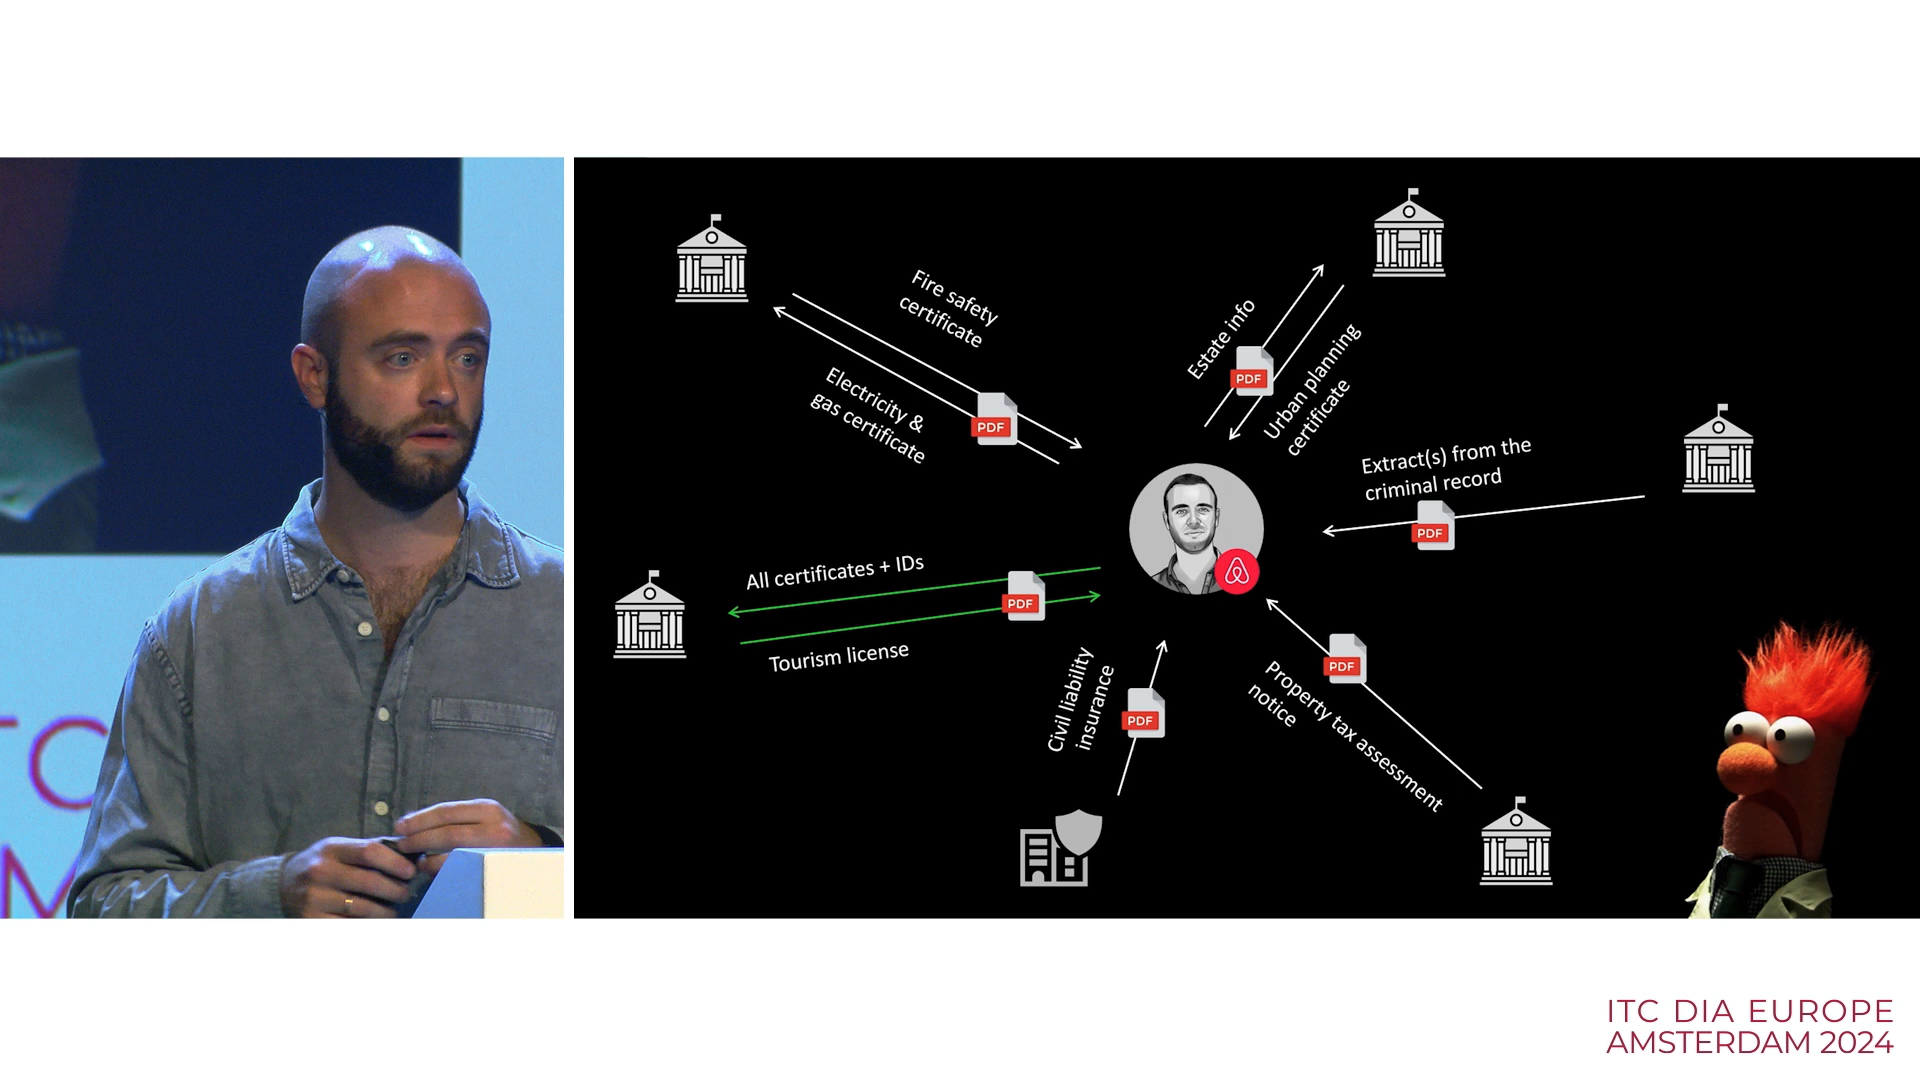 Fire safety
certificate
Electricity &
gas certificate
PDF
Estate info
PDF
Urban planning
certificate
Extract(s) from the
criminal record
PDF
All certificates + IDs
PDF
Tourism license
Civil liability
insurance
PDF
PDF
Property tax assessment
notice
TC
M
ITC DIA EUROPE
AMSTERDAM 2024